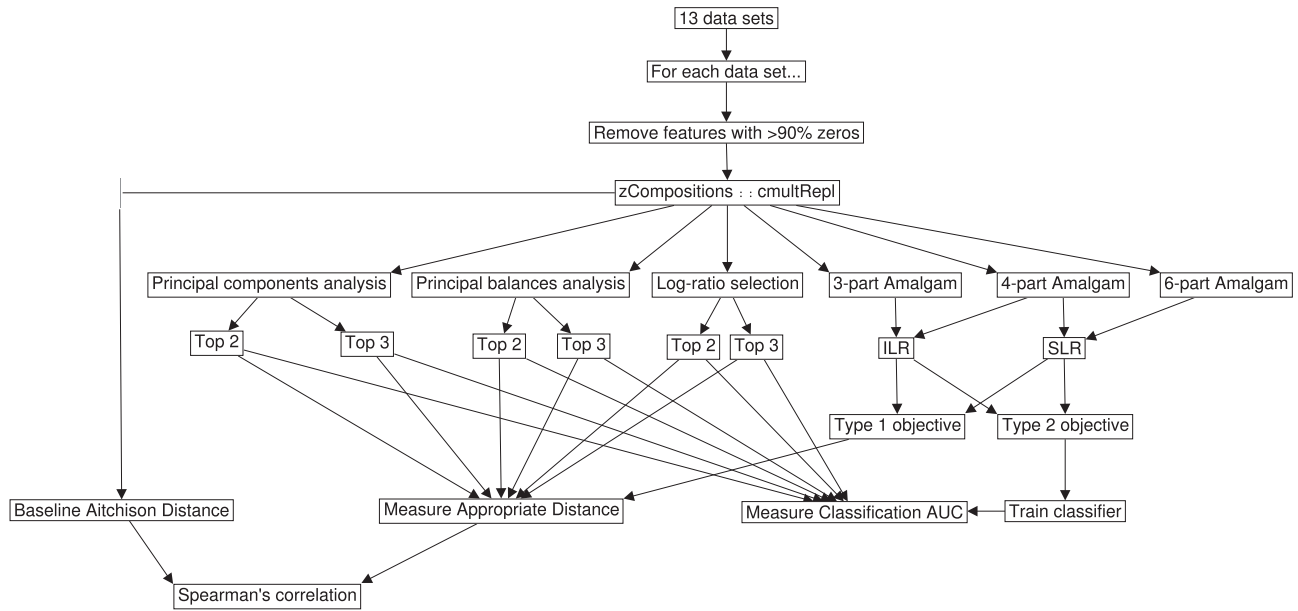 13 data sets
For each data set...
Remove features with >90% zeros
zCompositions : : cmultRepl
Principal components analysis
Principal balances analysis
Log-ratio selection
3-part Amalgam
4-part Amalgam
6-part Amalgam
Top 2
Top 3
Top 2
Top 3
Top 2
Top 3
ILR
SLR
Type 1 objective
Type 2 objective
Baseline Aitchison Distance
Measure Appropriate Distance
Measure Classification AUC
Train classifier
Spearman's correlation